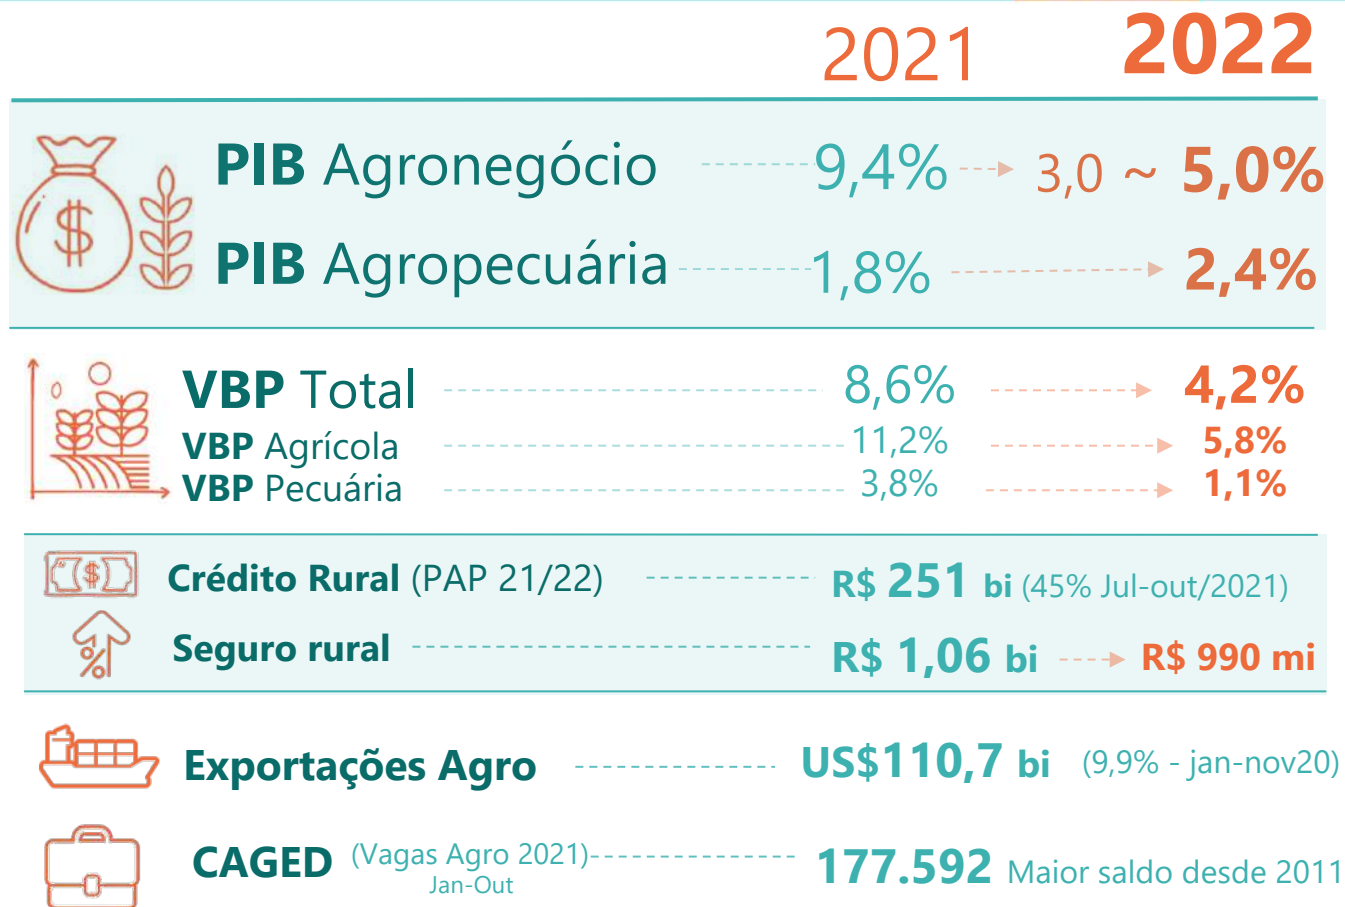 2021 2022
PIB Agronegócio 9,4% 3,0 ~ 5,0%
PIB Agropecuária 1,8% 2,4%
VBP Total 8,6% 4,2%
VBP Agrícola 11,2% 5,8%
VBP Pecuária 3,8% 1,1%
Crédito Rural (PAP 21/22) R$ 251 bi (45% Jul-out/2021)
Seguro rural R$ 1,06 bi R$ 990 mi
Exportações Agro US$110,7 bi (9,9% - jan-nov20)
CAGED (Vagas Agro 2021) 177.592 Maior saldo desde 2011
Jan-Out